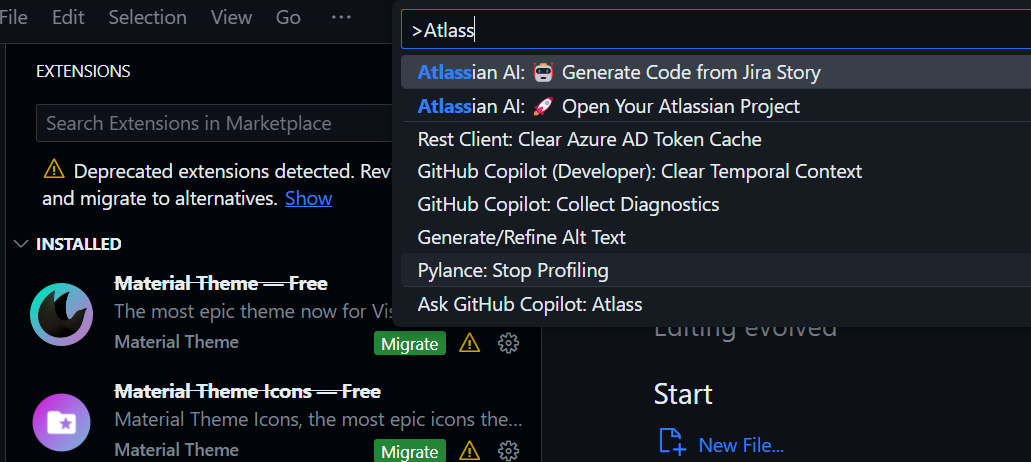 File Edit Selection View Go ...
>Atlass
Atlassian AI: 🤖 Generate Code from Jira Story
Atlassian AI: 🚀 Open Your Atlassian Project
Rest Client: Clear Azure AD Token Cache
GitHub Copilot (Developer): Clear Temporal Context
GitHub Copilot: Collect Diagnostics
Generate/Refine Alt Text
Pylance: Stop Profiling
Ask GitHub Copilot: Atlass
EXTENSIONS
Search Extensions in Marketplace
Deprecated extensions detected. Rev
and migrate to alternatives. Show
INSTALLED
Material Theme — Free
The most epic theme now for Vis
Material Theme Migrate
Material Theme Icons — Free
Material Theme Icons, the most epic icons the...
Material Theme Migrate
Editing evolved
Start
New File...